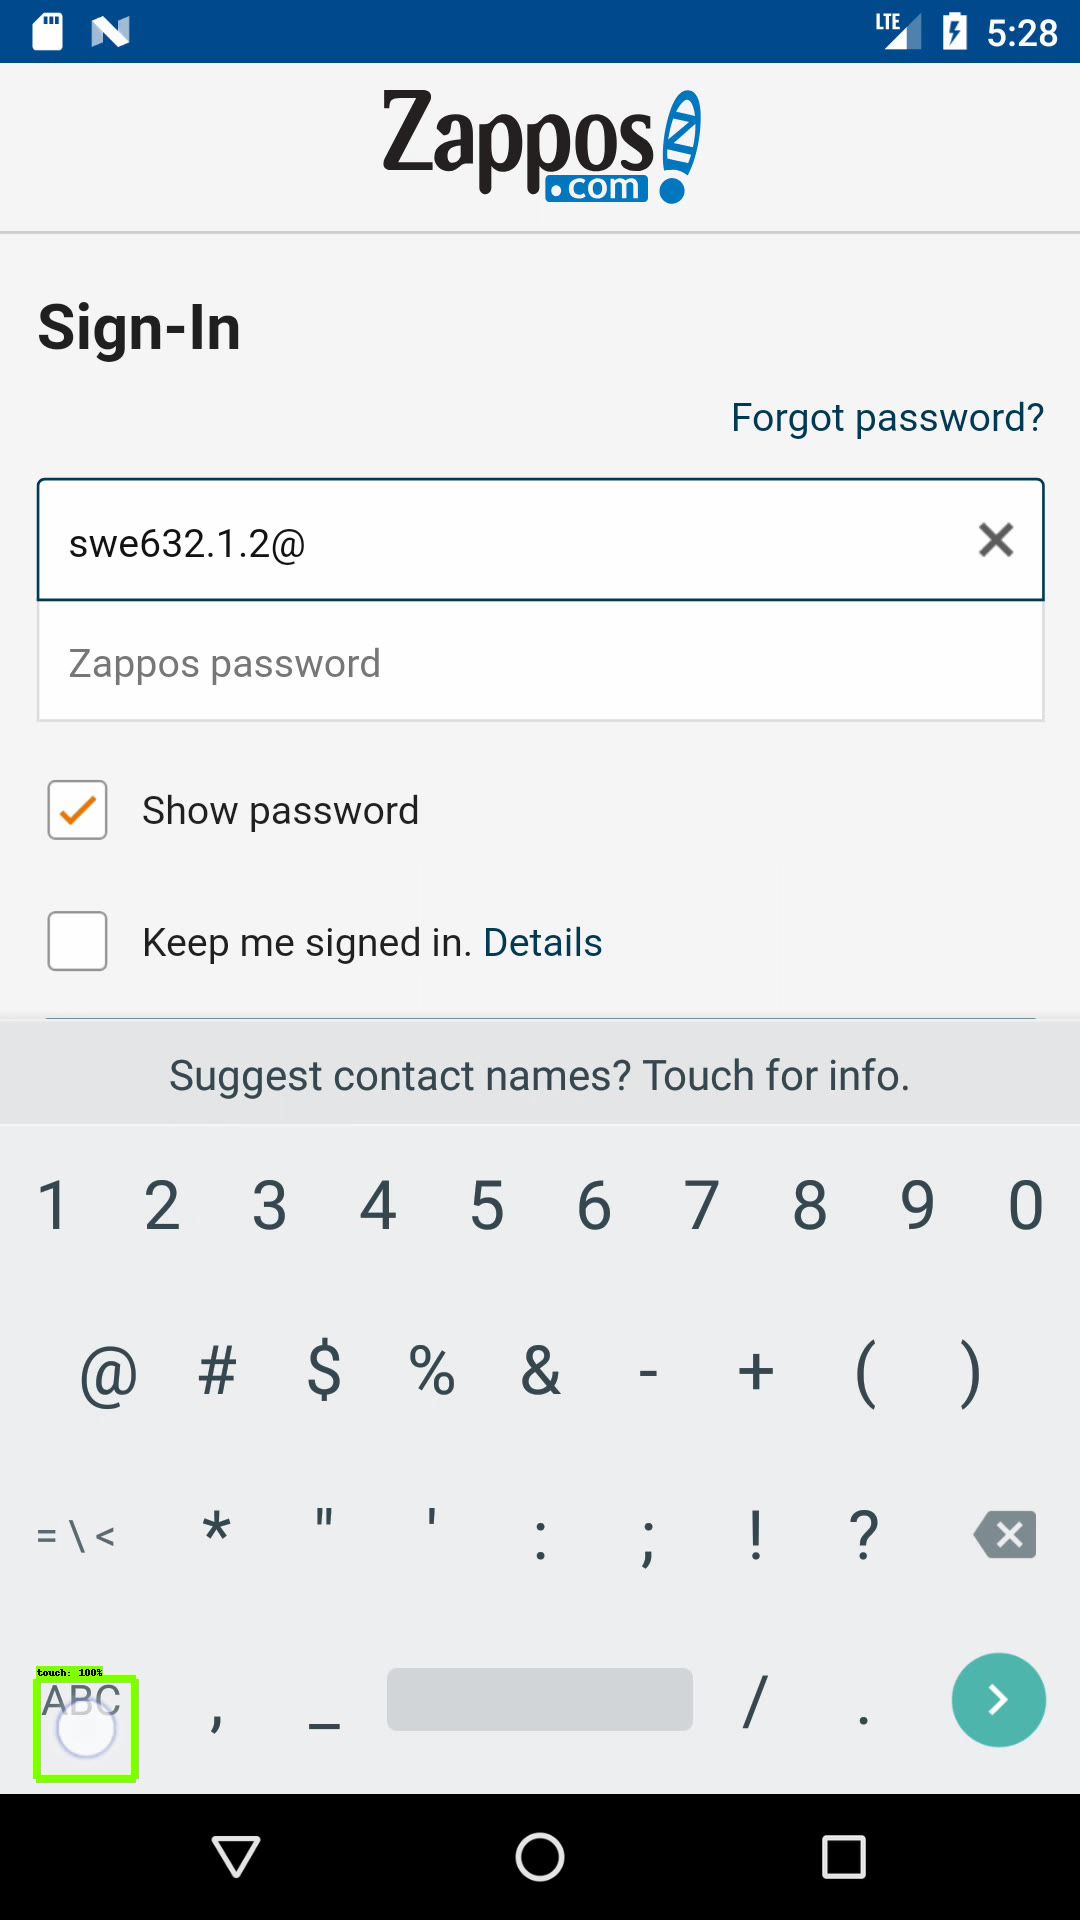 LTE 5:28
Zappos
.com
Sign-In
Forgot password?
swe632.1.2@
Zappos password
Show password
Keep me signed in. Details
Suggest contact names? Touch for info.
1 2 3 4 5 6 7 8 9 0
@ # $ % & - + ( )
= \ < * " ' : ; ! ?
touch: 100%
ABC , _ / .